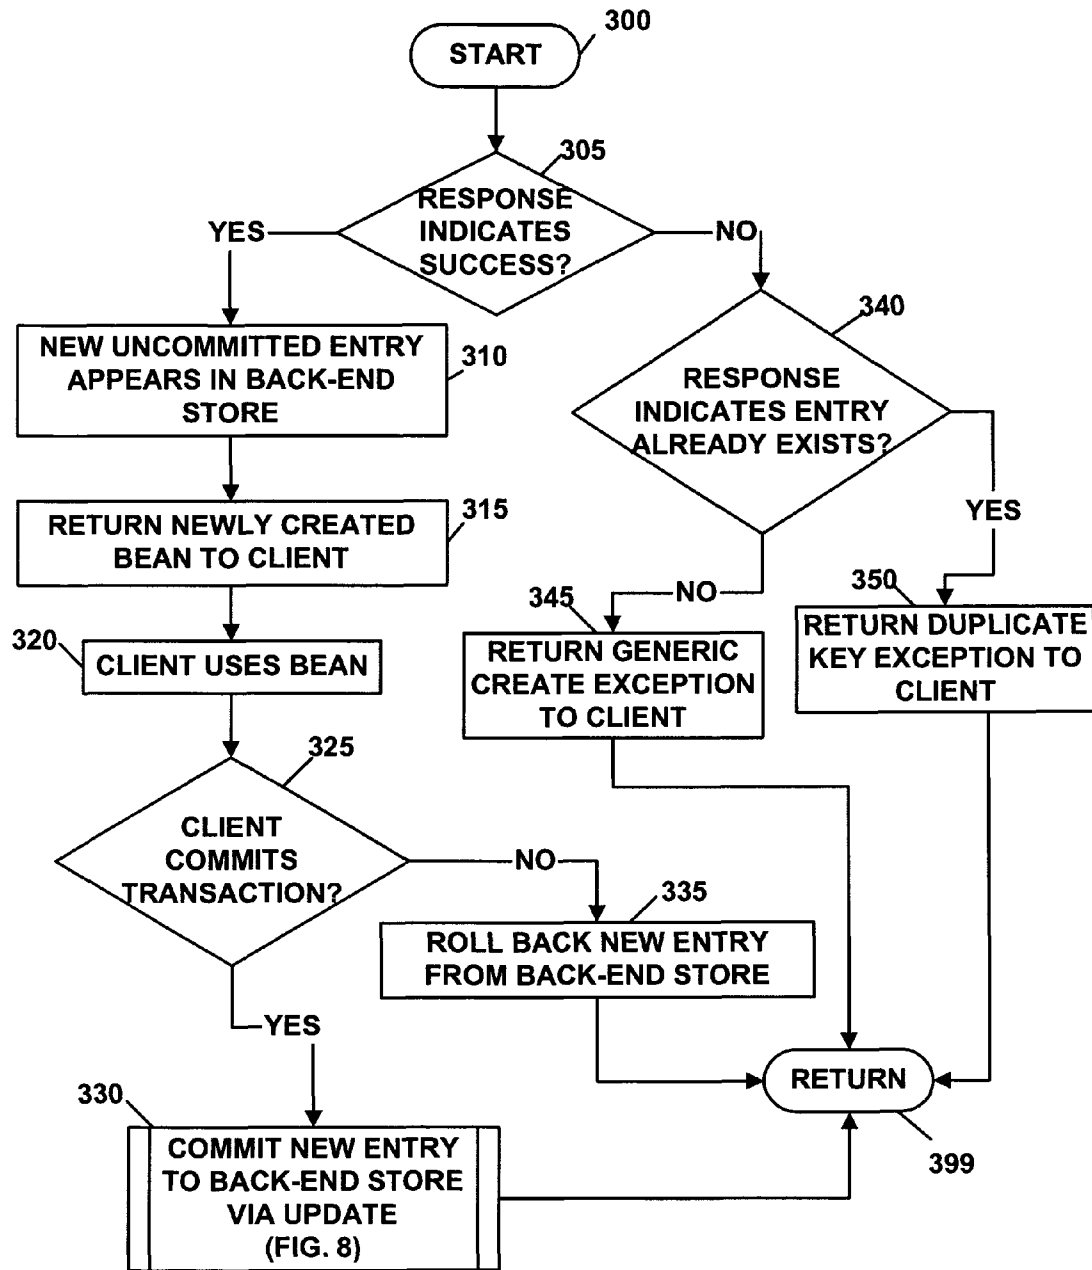 300
START
305
RESPONSE
INDICATES
SUCCESS?
YES
NO
310
NEW UNCOMMITTED ENTRY
APPEARS IN BACK-END
STORE
340
RESPONSE
INDICATES ENTRY
ALREADY EXISTS?
315
RETURN NEWLY CREATED
BEAN TO CLIENT
YES
NO
320
CLIENT USES BEAN
345
RETURN GENERIC
CREATE EXCEPTION
TO CLIENT
350
RETURN DUPLICATE
KEY EXCEPTION TO
CLIENT
325
CLIENT
COMMITS
TRANSACTION?
NO
335
ROLL BACK NEW ENTRY
FROM BACK-END STORE
YES
RETURN
399
330
COMMIT NEW ENTRY
TO BACK-END STORE
VIA UPDATE
(FIG. 8)